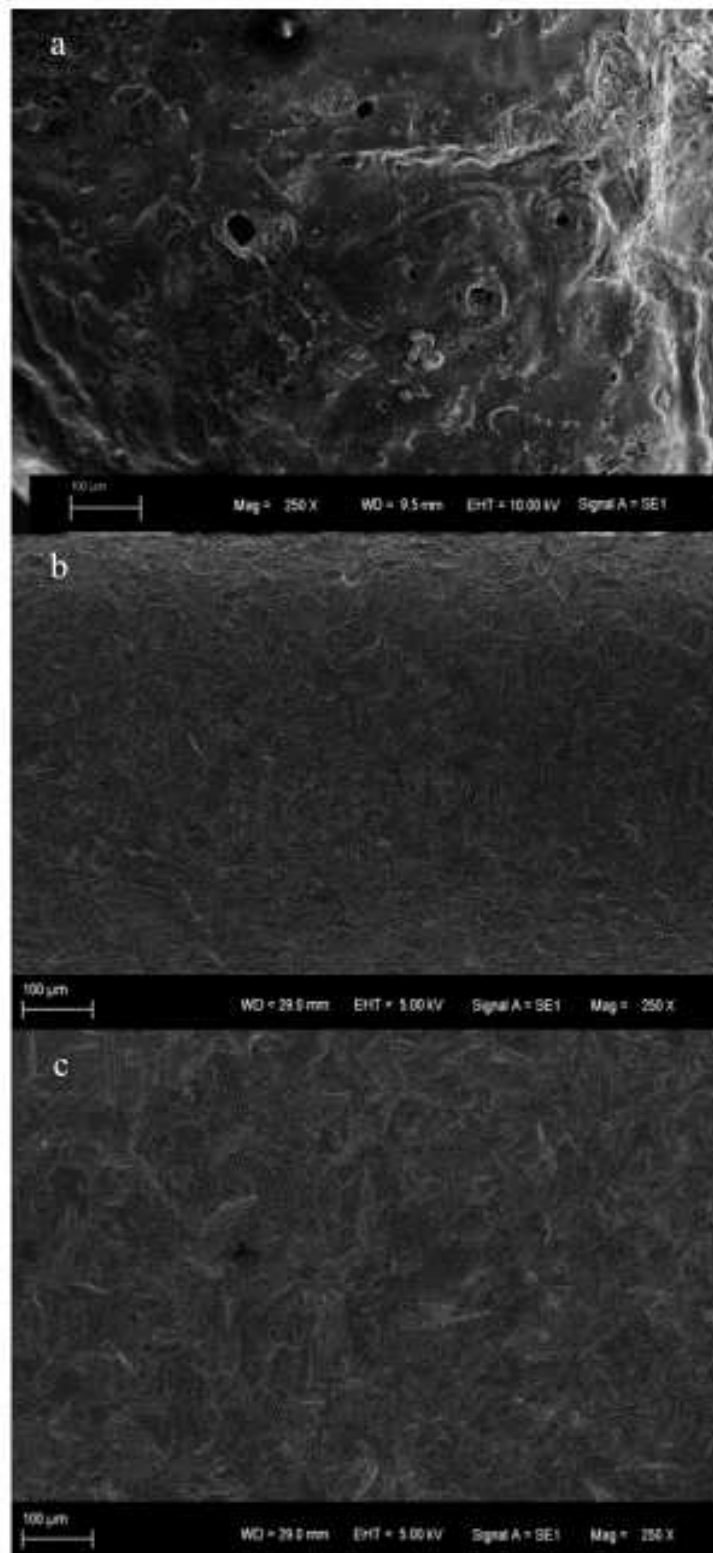 a
100 µm Mag = 250 X WD = 9.5 mm EHT = 10.00 kV Signal A = SE1
b
100 µm WD = 29.0 mm EHT = 5.00 kV Signal A = SE1 Mag = 250 X
c
100 µm WD = 29.0 mm EHT = 5.00 kV Signal A = SE1 Mag = 250 X